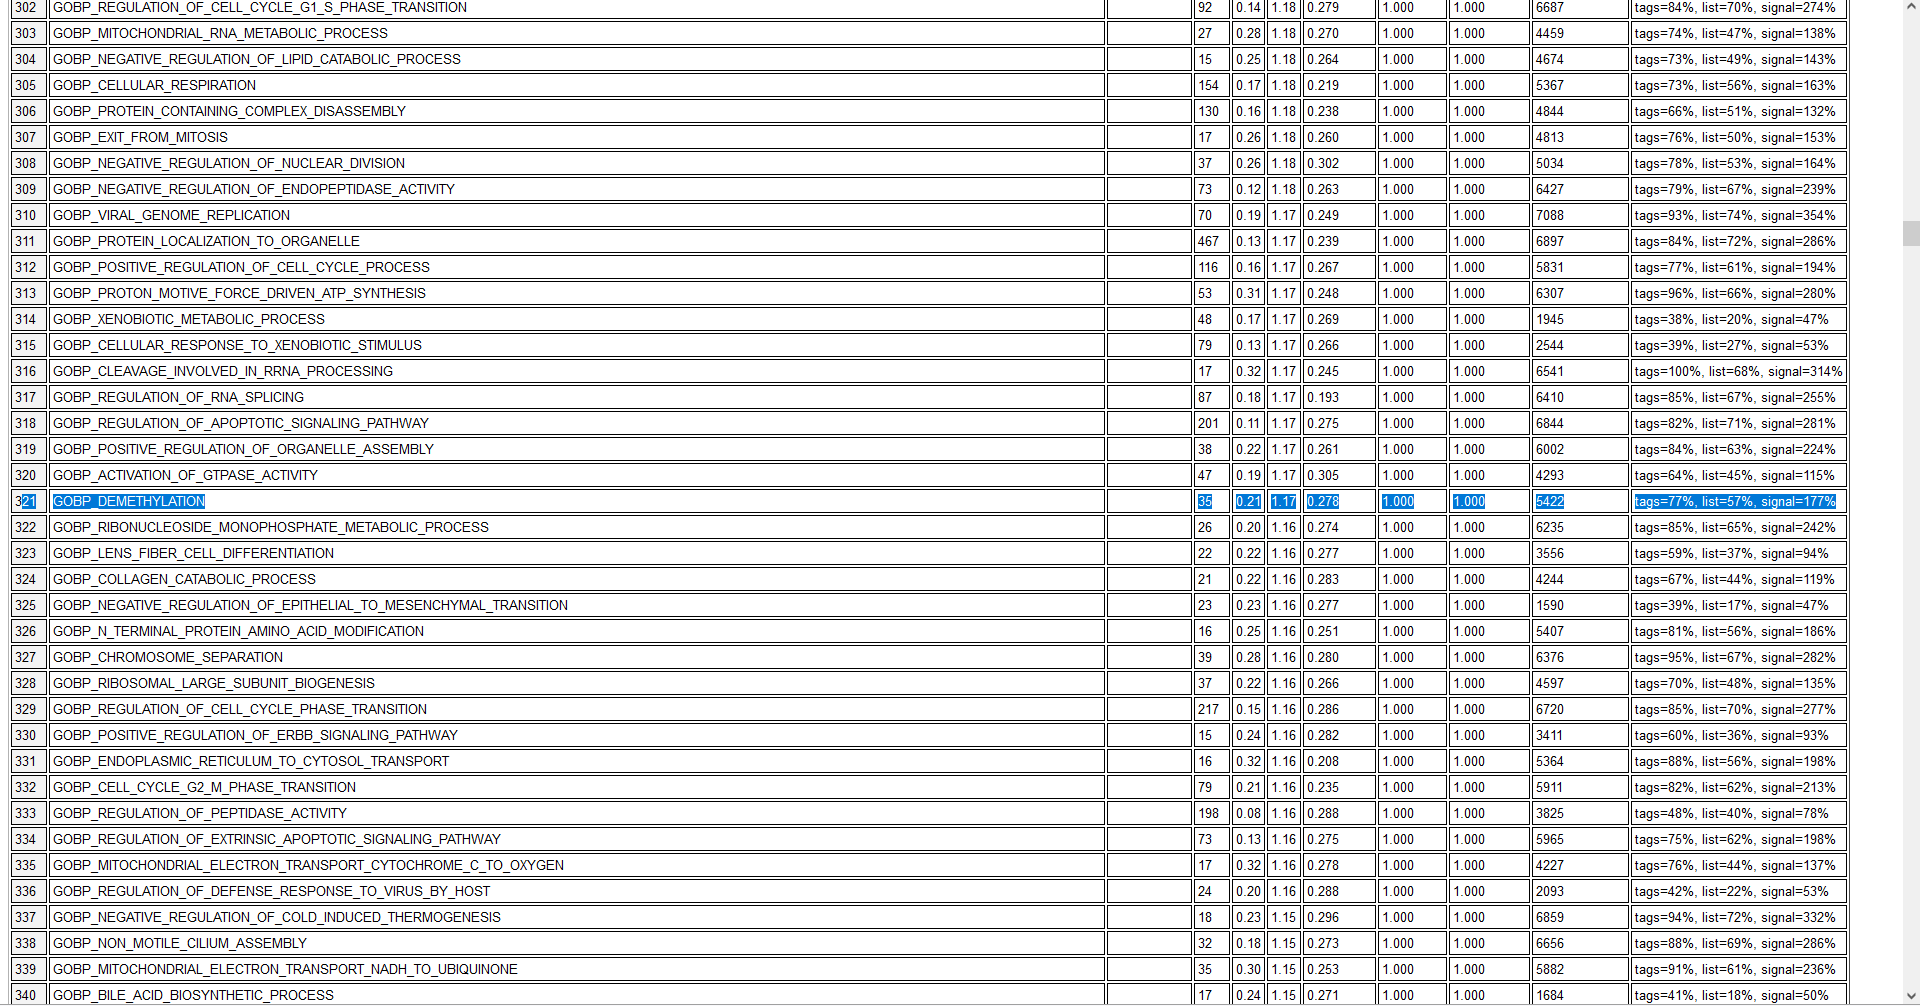 302 GOBP_REGULATION_OF_CELL_CYCLE_G1_S_PHASE_TRANSITION 92 0.14 1.18 0.279 1.000 1.000 6687 tags=84%, list=70%, signal=274%
303 GOBP_MITOCHONDRIAL_RNA_METABOLIC_PROCESS 27 0.28 1.18 0.270 1.000 1.000 4459 tags=74%, list=47%, signal=138%
304 GOBP_NEGATIVE_REGULATION_OF_LIPID_CATABOLIC_PROCESS 15 0.25 1.18 0.264 1.000 1.000 4674 tags=73%, list=49%, signal=143%
305 GOBP_CELLULAR_RESPIRATION 154 0.17 1.18 0.219 1.000 1.000 5367 tags=73%, list=56%, signal=163%
306 GOBP_PROTEIN_CONTAINING_COMPLEX_DISASSEMBLY 130 0.16 1.18 0.238 1.000 1.000 4844 tags=66%, list=51%, signal=132%
307 GOBP_EXIT_FROM_MITOSIS 17 0.26 1.18 0.260 1.000 1.000 4813 tags=76%, list=50%, signal=153%
308 GOBP_NEGATIVE_REGULATION_OF_NUCLEAR_DIVISION 37 0.26 1.18 0.302 1.000 1.000 5034 tags=78%, list=53%, signal=164%
309 GOBP_NEGATIVE_REGULATION_OF_ENDOPEPTIDASE_ACTIVITY 73 0.12 1.18 0.263 1.000 1.000 6427 tags=79%, list=67%, signal=239%
310 GOBP_VIRAL_GENOME_REPLICATION 70 0.19 1.17 0.249 1.000 1.000 7088 tags=93%, list=74%, signal=354%
311 GOBP_PROTEIN_LOCALIZATION_TO_ORGANELLE 467 0.13 1.17 0.239 1.000 1.000 6897 tags=84%, list=72%, signal=286%
312 GOBP_POSITIVE_REGULATION_OF_CELL_CYCLE_PROCESS 116 0.16 1.17 0.267 1.000 1.000 5831 tags=77%, list=61%, signal=194%
313 GOBP_PROTON_MOTIVE_FORCE_DRIVEN_ATP_SYNTHESIS 53 0.31 1.17 0.248 1.000 1.000 6307 tags=96%, list=66%, signal=280%
314 GOBP_XENOBIOTIC_METABOLIC_PROCESS 48 0.17 1.17 0.269 1.000 1.000 1945 tags=38%, list=20%, signal=47%
315 GOBP_CELLULAR_RESPONSE_TO_XENOBIOTIC_STIMULUS 79 0.13 1.17 0.266 1.000 1.000 2544 tags=39%, list=27%, signal=53%
316 GOBP_CLEAVAGE_INVOLVED_IN_RRNA_PROCESSING 17 0.32 1.17 0.245 1.000 1.000 6541 tags=100%, list=68%, signal=314%
317 GOBP_REGULATION_OF_RNA_SPLICING 87 0.18 1.17 0.193 1.000 1.000 6410 tags=85%, list=67%, signal=255%
318 GOBP_REGULATION_OF_APOPTOTIC_SIGNALING_PATHWAY 201 0.11 1.17 0.275 1.000 1.000 6844 tags=82%, list=71%, signal=281%
319 GOBP_POSITIVE_REGULATION_OF_ORGANELLE_ASSEMBLY 38 0.22 1.17 0.261 1.000 1.000 6002 tags=84%, list=63%, signal=224%
320 GOBP_ACTIVATION_OF_GTPASE_ACTIVITY 47 0.19 1.17 0.305 1.000 1.000 4293 tags=64%, list=45%, signal=115%
321 GOBP_DEMETHYLATION 35 0.21 1.17 0.278 1.000 1.000 5422 tags=77%, list=57%, signal=177%
322 GOBP_RIBONUCLEOSIDE_MONOPHOSPHATE_METABOLIC_PROCESS 26 0.20 1.16 0.274 1.000 1.000 6235 tags=85%, list=65%, signal=242%
323 GOBP_LENS_FIBER_CELL_DIFFERENTIATION 22 0.22 1.16 0.277 1.000 1.000 3556 tags=59%, list=37%, signal=94%
324 GOBP_COLLAGEN_CATABOLIC_PROCESS 21 0.22 1.16 0.283 1.000 1.000 4244 tags=67%, list=44%, signal=119%
325 GOBP_NEGATIVE_REGULATION_OF_EPITHELIAL_TO_MESENCHYMAL_TRANSITION 23 0.23 1.16 0.277 1.000 1.000 1590 tags=39%, list=17%, signal=47%
326 GOBP_N_TERMINAL_PROTEIN_AMINO_ACID_MODIFICATION 16 0.25 1.16 0.251 1.000 1.000 5407 tags=81%, list=56%, signal=186%
327 GOBP_CHROMOSOME_SEPARATION 39 0.28 1.16 0.280 1.000 1.000 6376 tags=95%, list=67%, signal=282%
328 GOBP_RIBOSOMAL_LARGE_SUBUNIT_BIOGENESIS 37 0.22 1.16 0.266 1.000 1.000 4597 tags=70%, list=48%, signal=135%
329 GOBP_REGULATION_OF_CELL_CYCLE_PHASE_TRANSITION 217 0.15 1.16 0.286 1.000 1.000 6720 tags=85%, list=70%, signal=277%
330 GOBP_POSITIVE_REGULATION_OF_ERBB_SIGNALING_PATHWAY 15 0.24 1.16 0.282 1.000 1.000 3411 tags=60%, list=36%, signal=93%
331 GOBP_ENDOPLASMIC_RETICULUM_TO_CYTOSOL_TRANSPORT 16 0.32 1.16 0.208 1.000 1.000 5364 tags=88%, list=56%, signal=198%
332 GOBP_CELL_CYCLE_G2_M_PHASE_TRANSITION 79 0.21 1.16 0.235 1.000 1.000 5911 tags=82%, list=62%, signal=213%
333 GOBP_REGULATION_OF_PEPTIDASE_ACTIVITY 198 0.08 1.16 0.288 1.000 1.000 3825 tags=48%, list=40%, signal=78%
334 GOBP_REGULATION_OF_EXTRINSIC_APOPTOTIC_SIGNALING_PATHWAY 73 0.13 1.16 0.275 1.000 1.000 5965 tags=75%, list=62%, signal=198%
335 GOBP_MITOCHONDRIAL_ELECTRON_TRANSPORT_CYTOCHROME_C_TO_OXYGEN 17 0.32 1.16 0.278 1.000 1.000 4227 tags=76%, list=44%, signal=137%
336 GOBP_REGULATION_OF_DEFENSE_RESPONSE_TO_VIRUS_BY_HOST 24 0.20 1.16 0.288 1.000 1.000 2093 tags=42%, list=22%, signal=53%
337 GOBP_NEGATIVE_REGULATION_OF_COLD_INDUCED_THERMOGENESIS 18 0.23 1.15 0.296 1.000 1.000 6859 tags=94%, list=72%, signal=332%
338 GOBP_NON_MOTILE_CILIUM_ASSEMBLY 32 0.18 1.15 0.273 1.000 1.000 6656 tags=88%, list=69%, signal=286%
339 GOBP_MITOCHONDRIAL_ELECTRON_TRANSPORT_NADH_TO_UBIQUINONE 35 0.30 1.15 0.253 1.000 1.000 5882 tags=91%, list=61%, signal=236%
340 GOBP_BILE_ACID_BIOSYNTHETIC_PROCESS 17 0.24 1.15 0.271 1.000 1.000 1684 tags=41%, list=18%, signal=50%